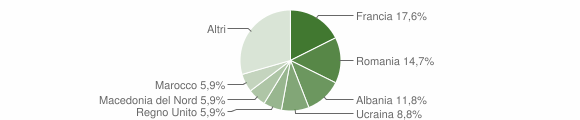 Francia 17,6%
Altri
Romania 14,7%
Marocco 5,9%
Macedonia del Nord 5,9%
Albania 11,8%
Regno Unito 5,9%
Ucraina 8,8%